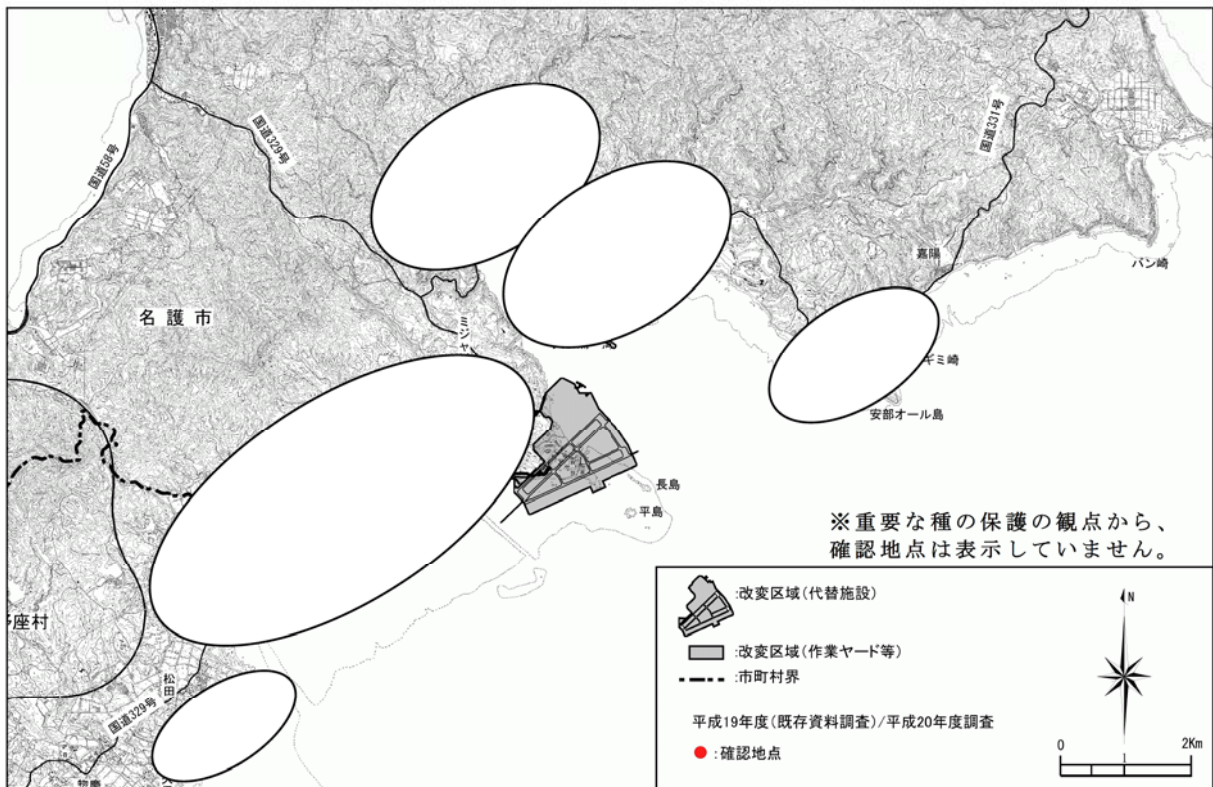 国道58号
国道329号
国道331号
嘉陽
バン崎
名護市
ミジャ
ギミ崎
安部オール島
長島
平島
※重要な種の保護の観点から、
確認地点は表示していません。
座村
松田
国道329号
:改変区域(代替施設)
:改変区域(作業ヤード等)
:市町村界
平成19年度(既存資料調査)/平成20年度調査
:確認地点
N
0 1 2Km